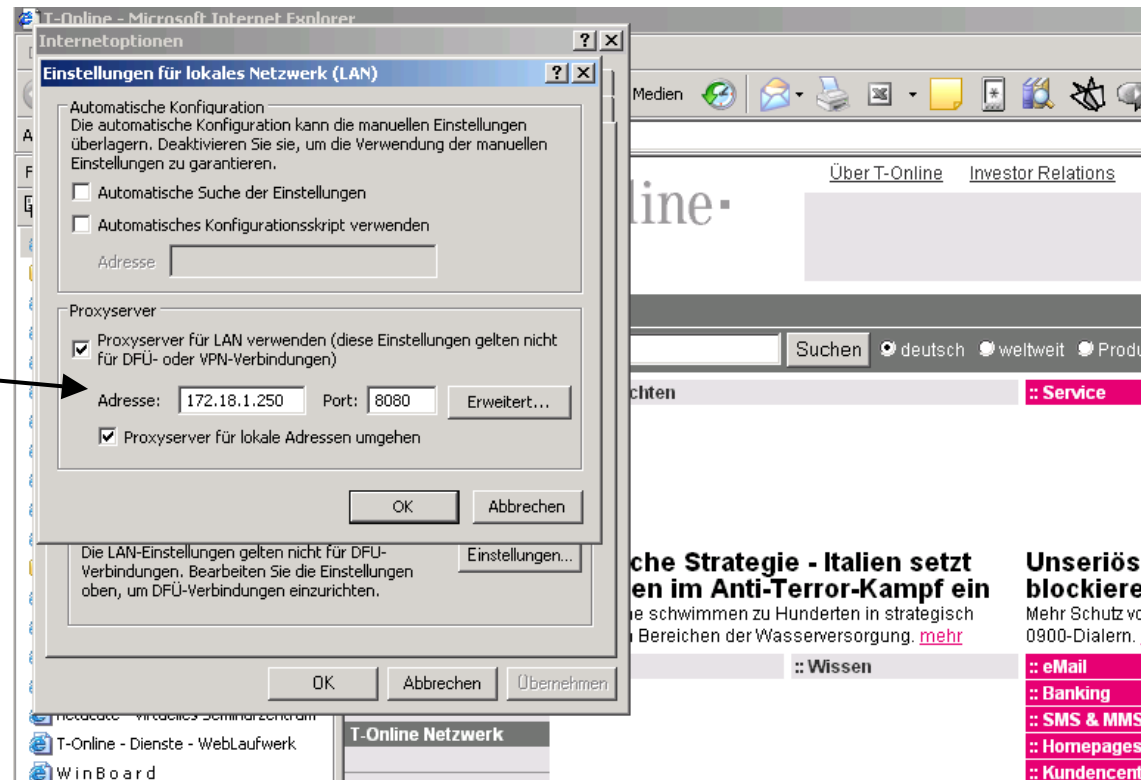 T-Online - Microsoft Internet Explorer
Internetoptionen
Einstellungen für lokales Netzwerk (LAN)
Automatische Konfiguration
Die automatische Konfiguration kann die manuellen Einstellungen
überlagern. Deaktivieren Sie sie, um die Verwendung der manuellen
Einstellungen zu garantieren.
Automatische Suche der Einstellungen
Automatisches Konfigurationsskript verwenden
Adresse
Proxyserver
Proxyserver für LAN verwenden (diese Einstellungen gelten nicht
für DFÜ- oder VPN-Verbindungen)
Adresse: 172.18.1.250 Port: 8080 Erweitert...
Proxyserver für lokale Adressen umgehen
OK Abbrechen
Die LAN-Einstellungen gelten nicht für DFÜ-
Verbindungen. Bearbeiten Sie die Einstellungen
oben, um DFÜ-Verbindungen einzurichten.
Einstellungen...
OK Abbrechen Übernehmen
Medien
Über T-Online Investor Relations
line
Suchen deutsch weltweit Produ
chten
:: Service
che Strategie - Italien setzt
en im Anti-Terror-Kampf ein
e schwimmen zu Hunderten in strategisch
Bereichen der Wasserversorgung. mehr
Unseriös
blockiere
Mehr Schutz vo
0900-Dialern.
:: Wissen
:: eMail
:: Banking
:: SMS & MMS
:: Homepages
:: Kundencent
T-Online Netzwerk
T-Online - Dienste - WebLaufwerk
WinBoard